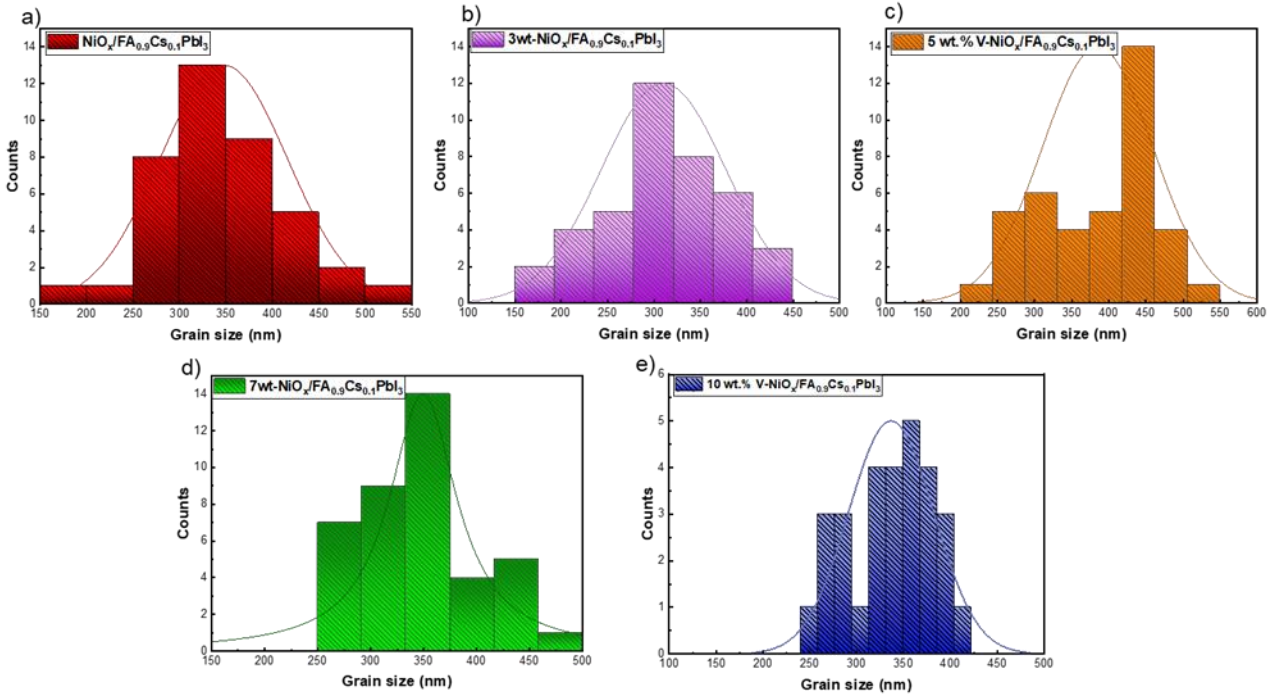 a)
NiOₓ/FA₀.₉Cs₀.₁PbI₃
14
12
10
8
6
4
2
0
Counts
150 200 250 300 350 400 450 500 550
Grain size (nm)
b)
3wt-NiOₓ/FA₀.₉Cs₀.₁PbI₃
14
12
10
8
6
4
2
0
Counts
100 150 200 250 300 350 400 450 500
Grain size (nm)
c)
5 wt.% V-NiOₓ/FA₀.₉Cs₀.₁PbI₃
14
12
10
8
6
4
2
0
Counts
100 150 200 250 300 350 400 450 500 550 600
Grain size (nm)
d)
7wt-NiOₓ/FA₀.₉Cs₀.₁PbI₃
14
12
10
8
6
4
2
0
Counts
150 200 250 300 350 400 450 500
Grain size (nm)
e)
10 wt.% V-NiOₓ/FA₀.₉Cs₀.₁PbI₃
6
5
4
3
2
1
0
Counts
100 150 200 250 300 350 400 450 500
Grain size (nm)